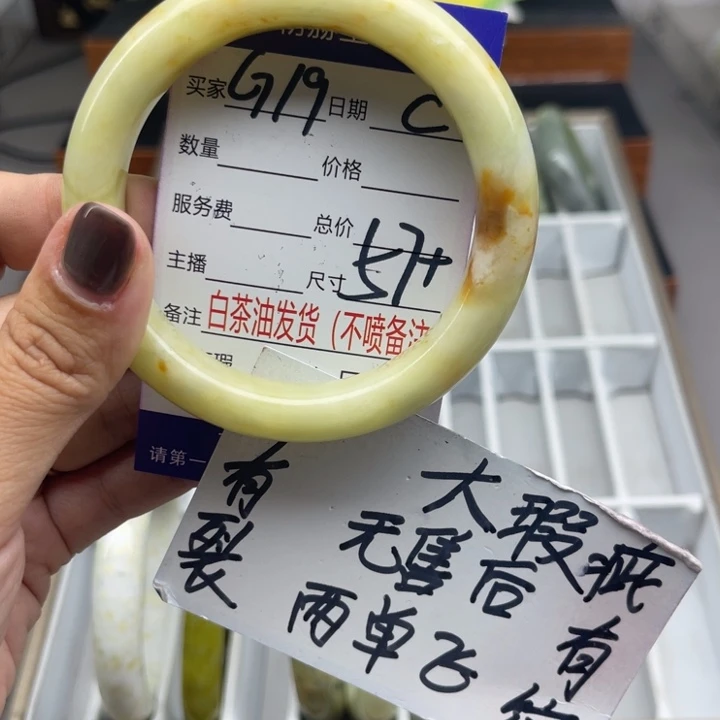 买家 G19 日期 C
数量 价格
服务费 总价
主播 尺寸 57+
备注 白茶油发货（不喷备注
请第一
有裂
大瑕疵
无售后 有
两单飞